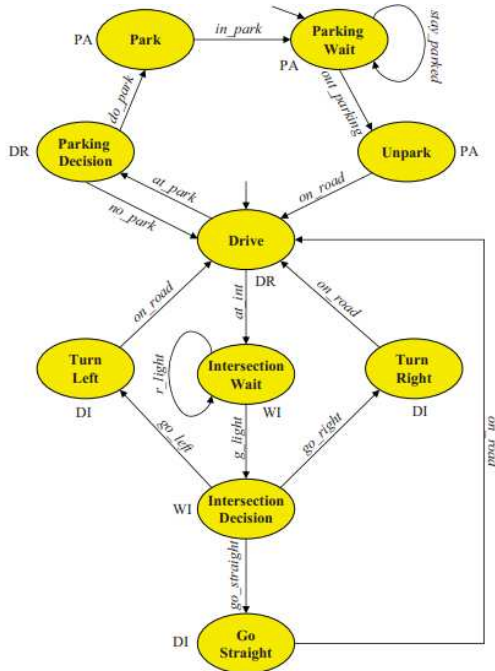 PA
Park
in_park
Parking
Wait
PA
stay_parked
do_park
out_parking
DR
Parking
Decision
Unpark
PA
at_park
no_park
on_road
Drive
DR
on_road
at_int
on_road
Turn
Left
DI
r_light
Intersection
Wait
WI
Turn
Right
DI
on_road
go_left
g_light
go_right
WI
Intersection
Decision
go_straight
DI
Go
Straight